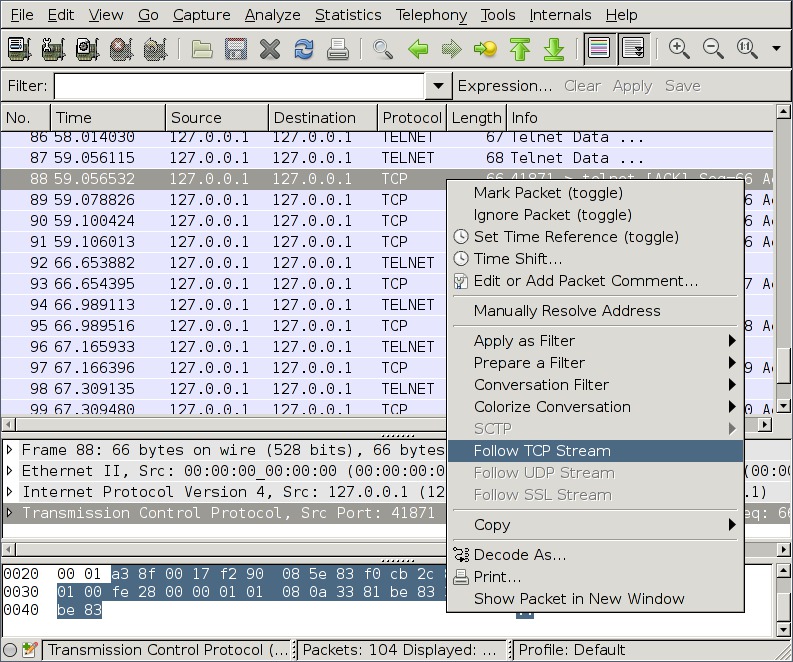 File Edit View Go Capture Analyze Statistics Telephony Tools Internals Help
Filter: Expression... Clear Apply Save
No. Time Source Destination Protocol Length Info
86 58.014030 127.0.0.1 127.0.0.1 TELNET 67 Telnet Data ...
87 59.056115 127.0.0.1 127.0.0.1 TELNET 68 Telnet Data ...
88 59.056532 127.0.0.1 127.0.0.1 TCP 66 41871 > telnet [ACK] Seq=66 A
89 59.078826 127.0.0.1 127.0.0.1 TCP 6 A
90 59.100424 127.0.0.1 127.0.0.1 TCP 6 A
91 59.106013 127.0.0.1 127.0.0.1 TCP 6 A
92 66.653882 127.0.0.1 127.0.0.1 TELNET
93 66.654395 127.0.0.1 127.0.0.1 TCP 7 A
94 66.989113 127.0.0.1 127.0.0.1 TELNET
95 66.989516 127.0.0.1 127.0.0.1 TCP 8 A
96 67.165933 127.0.0.1 127.0.0.1 TELNET
97 67.166396 127.0.0.1 127.0.0.1 TCP 9 A
98 67.309135 127.0.0.1 127.0.0.1 TELNET
99 67.309480 127.0.0.1 127.0.0.1 TCP 0 A
Mark Packet (toggle)
Ignore Packet (toggle)
Set Time Reference (toggle)
Time Shift...
Edit or Add Packet Comment...
Manually Resolve Address
Apply as Filter
Prepare a Filter
Conversation Filter
Colorize Conversation
SCTP
Follow TCP Stream
Follow UDP Stream
Follow SSL Stream
Copy
Decode As...
Print...
Show Packet in New Window
Frame 88: 66 bytes on wire (528 bits), 66 bytes
Ethernet II, Src: 00:00:00_00:00:00 (00:00:00 (00:0
Internet Protocol Version 4, Src: 127.0.0.1 (12 .1)
Transmission Control Protocol, Src Port: 41871 eq: 66
0020 00 01 a3 8f 00 17 f2 90 08 5e 83 f0 cb 2c
0030 01 00 fe 28 00 00 01 01 08 0a 33 81 be 83
0040 be 83
Transmission Control Protocol (... Packets: 104 Displayed: ... Profile: Default